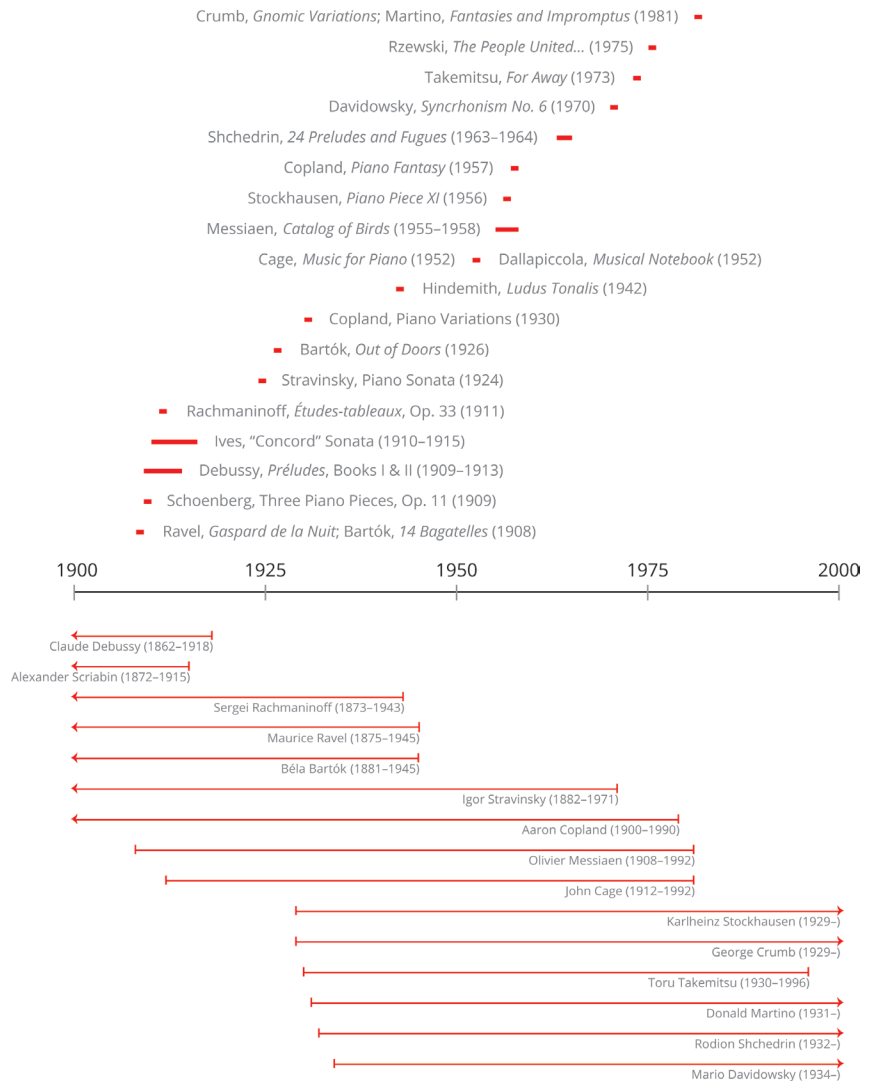 Crumb, Gnomic Variations; Martino, Fantasies and Impromptus (1981)
Rzewski, The People United... (1975)
Takemitsu, For Away (1973)
Davidowsky, Syncrhonism No. 6 (1970)
Shchedrin, 24 Preludes and Fugues (1963–1964)
Copland, Piano Fantasy (1957)
Stockhausen, Piano Piece XI (1956)
Messiaen, Catalog of Birds (1955–1958)
Cage, Music for Piano (1952) Dallapiccola, Musical Notebook (1952)
Hindemith, Ludus Tonalis (1942)
Copland, Piano Variations (1930)
Bartók, Out of Doors (1926)
Stravinsky, Piano Sonata (1924)
Rachmaninoff, Études-tableaux, Op. 33 (1911)
Ives, “Concord” Sonata (1910–1915)
Debussy, Préludes, Books I & II (1909–1913)
Schoenberg, Three Piano Pieces, Op. 11 (1909)
Ravel, Gaspard de la Nuit; Bartók, 14 Bagatelles (1908)
1900 1925 1950 1975 2000
Claude Debussy (1862–1918)
Alexander Scriabin (1872–1915)
Sergei Rachmaninoff (1873–1943)
Maurice Ravel (1875–1945)
Béla Bartók (1881–1945)
Igor Stravinsky (1882–1971)
Aaron Copland (1900–1990)
Olivier Messiaen (1908–1992)
John Cage (1912–1992)
Karlheinz Stockhausen (1929–)
George Crumb (1929–)
Toru Takemitsu (1930–1996)
Donald Martino (1931–)
Rodion Shchedrin (1932–)
Mario Davidowsky (1934–)